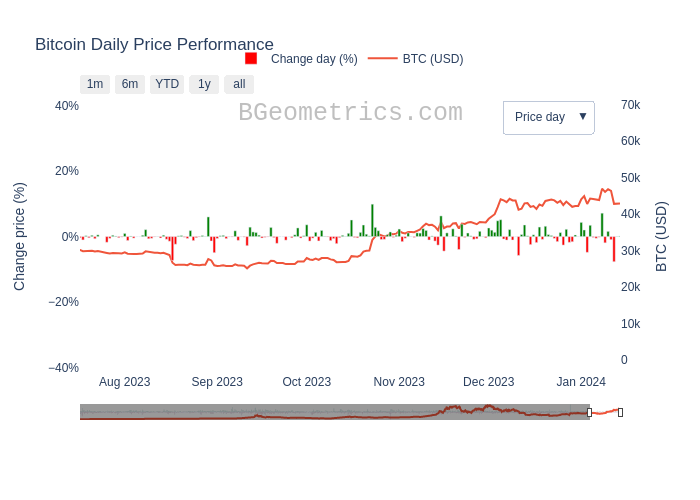 Bitcoin Daily Price Performance
Change day (%)
BTC (USD)
1m
6m
YTD
1y
all
BGeometrics.com
Price day
▼
Change price (%)
40%
20%
0%
−20%
−40%
70k
60k
50k
40k
30k
20k
10k
0
BTC (USD)
Aug 2023
Sep 2023
Oct 2023
Nov 2023
Dec 2023
Jan 2024